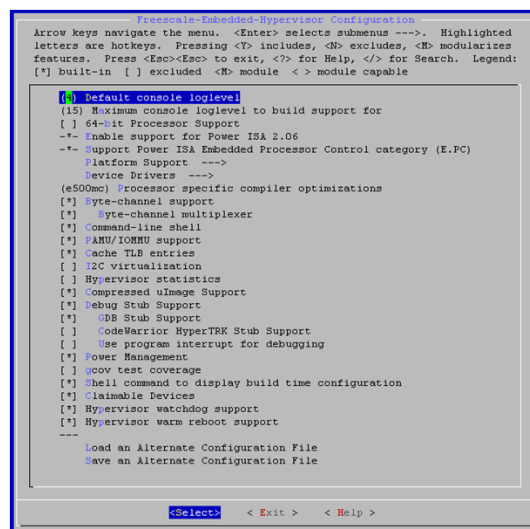 Freescale-Embedded-Hypervisor Configuration
Arrow keys navigate the menu. <Enter> selects submenus --->. Highlighted
letters are hotkeys. Pressing <Y> includes, <N> excludes, <M> modularizes
features. Press <Esc><Esc> to exit, <?> for Help, </> for Search. Legend:
[*] built-in [ ] excluded <M> module < > module capable
Default console loglevel
(15) Maximum console loglevel to build support for
[ ] 64-bit Processor Support
-*- Enable support for Power ISA 2.06
-*- Support Power ISA Embedded Processor Control category (E.PC)
Platform Support --->
Device Drivers --->
(e500mc) Processor specific compiler optimizations
[*] Byte-channel support
[*] Byte-channel multiplexer
[*] Command-line shell
[*] PAMU/IOMMU support
[*] Cache TLB entries
[ ] I2C virtualization
[ ] Hypervisor statistics
[*] Compressed uImage Support
[*] Debug Stub Support
[*] GDB Stub Support
[ ] CodeWarrior HyperTRK Stub Support
[ ] Use program interrupt for debugging
[*] Power Management
[ ] gcov test coverage
[*] Shell command to display build time configuration
[*] Claimable Devices
[*] Hypervisor watchdog support
[*] Hypervisor warm reboot support
---
Load an Alternate Configuration File
Save an Alternate Configuration File
<Select> < Exit > < Help >